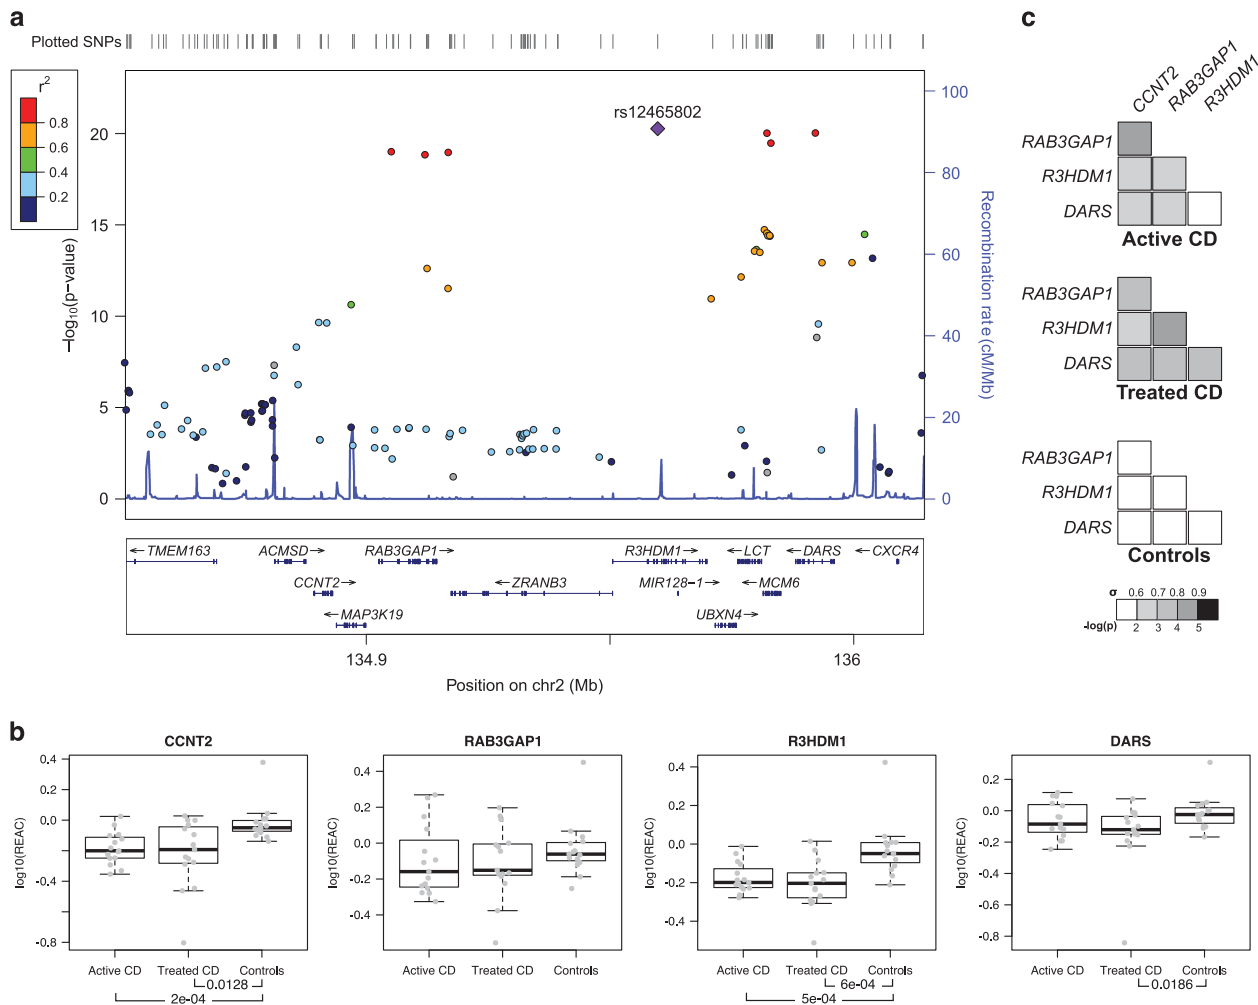 a
Plotted SNPs
r2
0.8
0.6
0.4
0.2
rs12465802
20
15
10
5
0
−log10(p−value)
100
80
60
40
20
0
Recombination rate (cM/Mb)
TMEM163
ACMSD
RAB3GAP1
R3HDM1
LCT
DARS
CXCR4
CCNT2
ZRANB3
MIR128−1
MCM6
MAP3K19
UBXN4
134.9
136
Position on chr2 (Mb)
c
CCNT2
RAB3GAP1
R3HDM1
RAB3GAP1
R3HDM1
DARS
Active CD
RAB3GAP1
R3HDM1
DARS
Treated CD
RAB3GAP1
R3HDM1
DARS
Controls
σ 0.6 0.7 0.8 0.9
-log(p) 2 3 4 5
b
CCNT2
log10(REAC)
0.4
0.2
0.0
-0.4
-0.8
Active CD Treated CD Controls
0.0128
2e-04
RAB3GAP1
log10(REAC)
0.4
0.2
0.0
-0.2
-0.4
Active CD Treated CD Controls
R3HDM1
log10(REAC)
0.4
0.2
0.0
-0.2
-0.4
Active CD Treated CD Controls
6e-04
5e-04
DARS
log10(REAC)
0.2
0.0
-0.2
-0.4
-0.6
-0.8
Active CD Treated CD Controls
0.0186